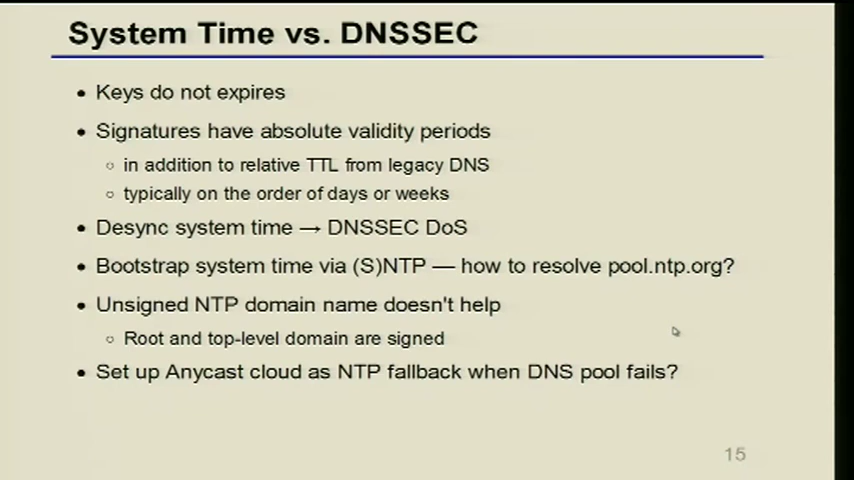 System Time vs. DNSSEC
• Keys do not expires
• Signatures have absolute validity periods
○ in addition to relative TTL from legacy DNS
○ typically on the order of days or weeks
• Desync system time → DNSSEC DoS
• Bootstrap system time via (S)NTP — how to resolve pool.ntp.org?
• Unsigned NTP domain name doesn't help
○ Root and top-level domain are signed
• Set up Anycast cloud as NTP fallback when DNS pool fails?
15